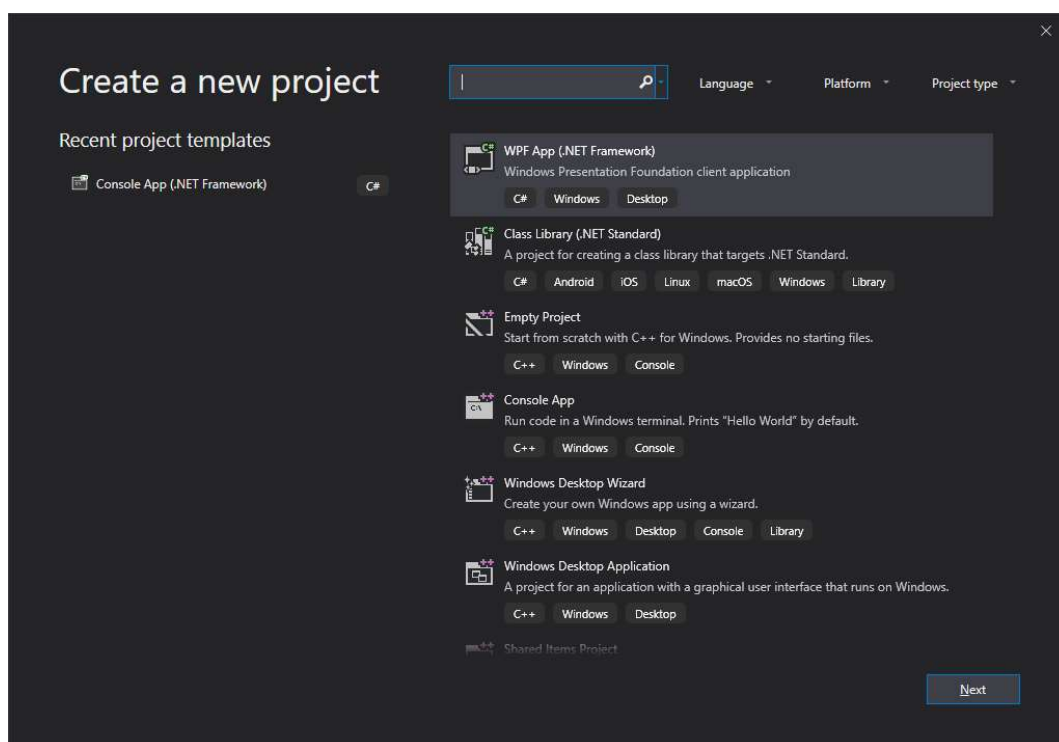 Create a new project
Language
Platform
Project type
Recent project templates
Console App (.NET Framework)
C#
WPF App (.NET Framework)
Windows Presentation Foundation client application
C# Windows Desktop
Class Library (.NET Standard)
A project for creating a class library that targets .NET Standard.
C# Android iOS Linux macOS Windows Library
Empty Project
Start from scratch with C++ for Windows. Provides no starting files.
C++ Windows Console
Console App
Run code in a Windows terminal. Prints "Hello World" by default.
C++ Windows Console
Windows Desktop Wizard
Create your own Windows app using a wizard.
C++ Windows Desktop Console Library
Windows Desktop Application
A project for an application with a graphical user interface that runs on Windows.
C++ Windows Desktop
Shared Items Project
Next